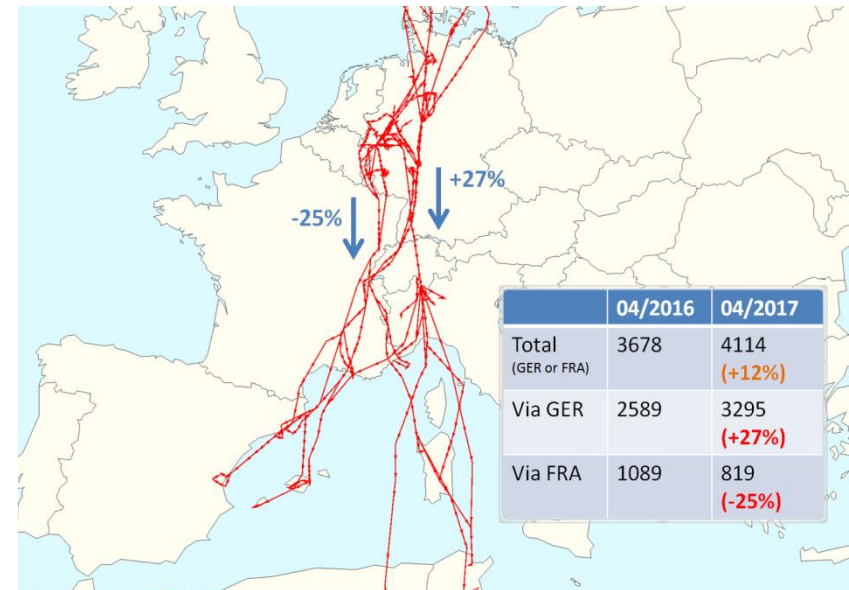 +27%
-25%
04/2016 04/2017
Total 3678 4114
(GER or FRA) (+12%)
Via GER 2589 3295
(+27%)
Via FRA 1089 819
(-25%)